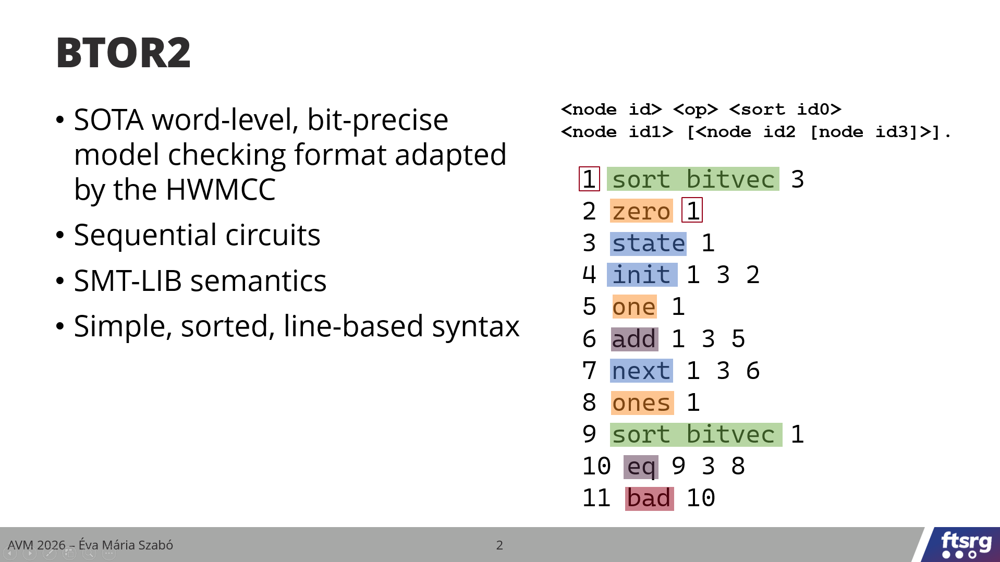 BTOR2
• SOTA word-level, bit-precise
model checking format adapted
by the HWMCC
• Sequential circuits
• SMT-LIB semantics
• Simple, sorted, line-based syntax
<node id> <op> <sort id0>
<node id1> [<node id2 [node id3]>].
1 sort bitvec 3
2 zero 1
3 state 1
4 init 1 3 2
5 one 1
6 add 1 3 5
7 next 1 3 6
8 ones 1
9 sort bitvec 1
10 eq 9 3 8
11 bad 10
AVM 2026 – Éva Mária Szabó
2
ftsrg